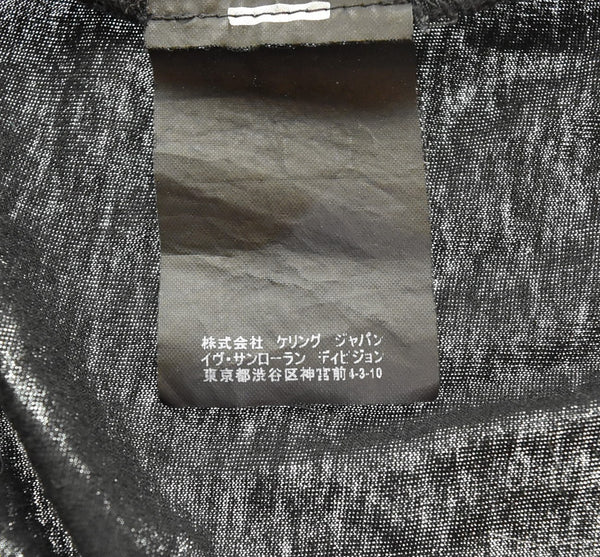 株式会社 ケリング ジャパン
イヴ・サンローラン ディビジョン
東京都渋谷区神宮前4-3-10